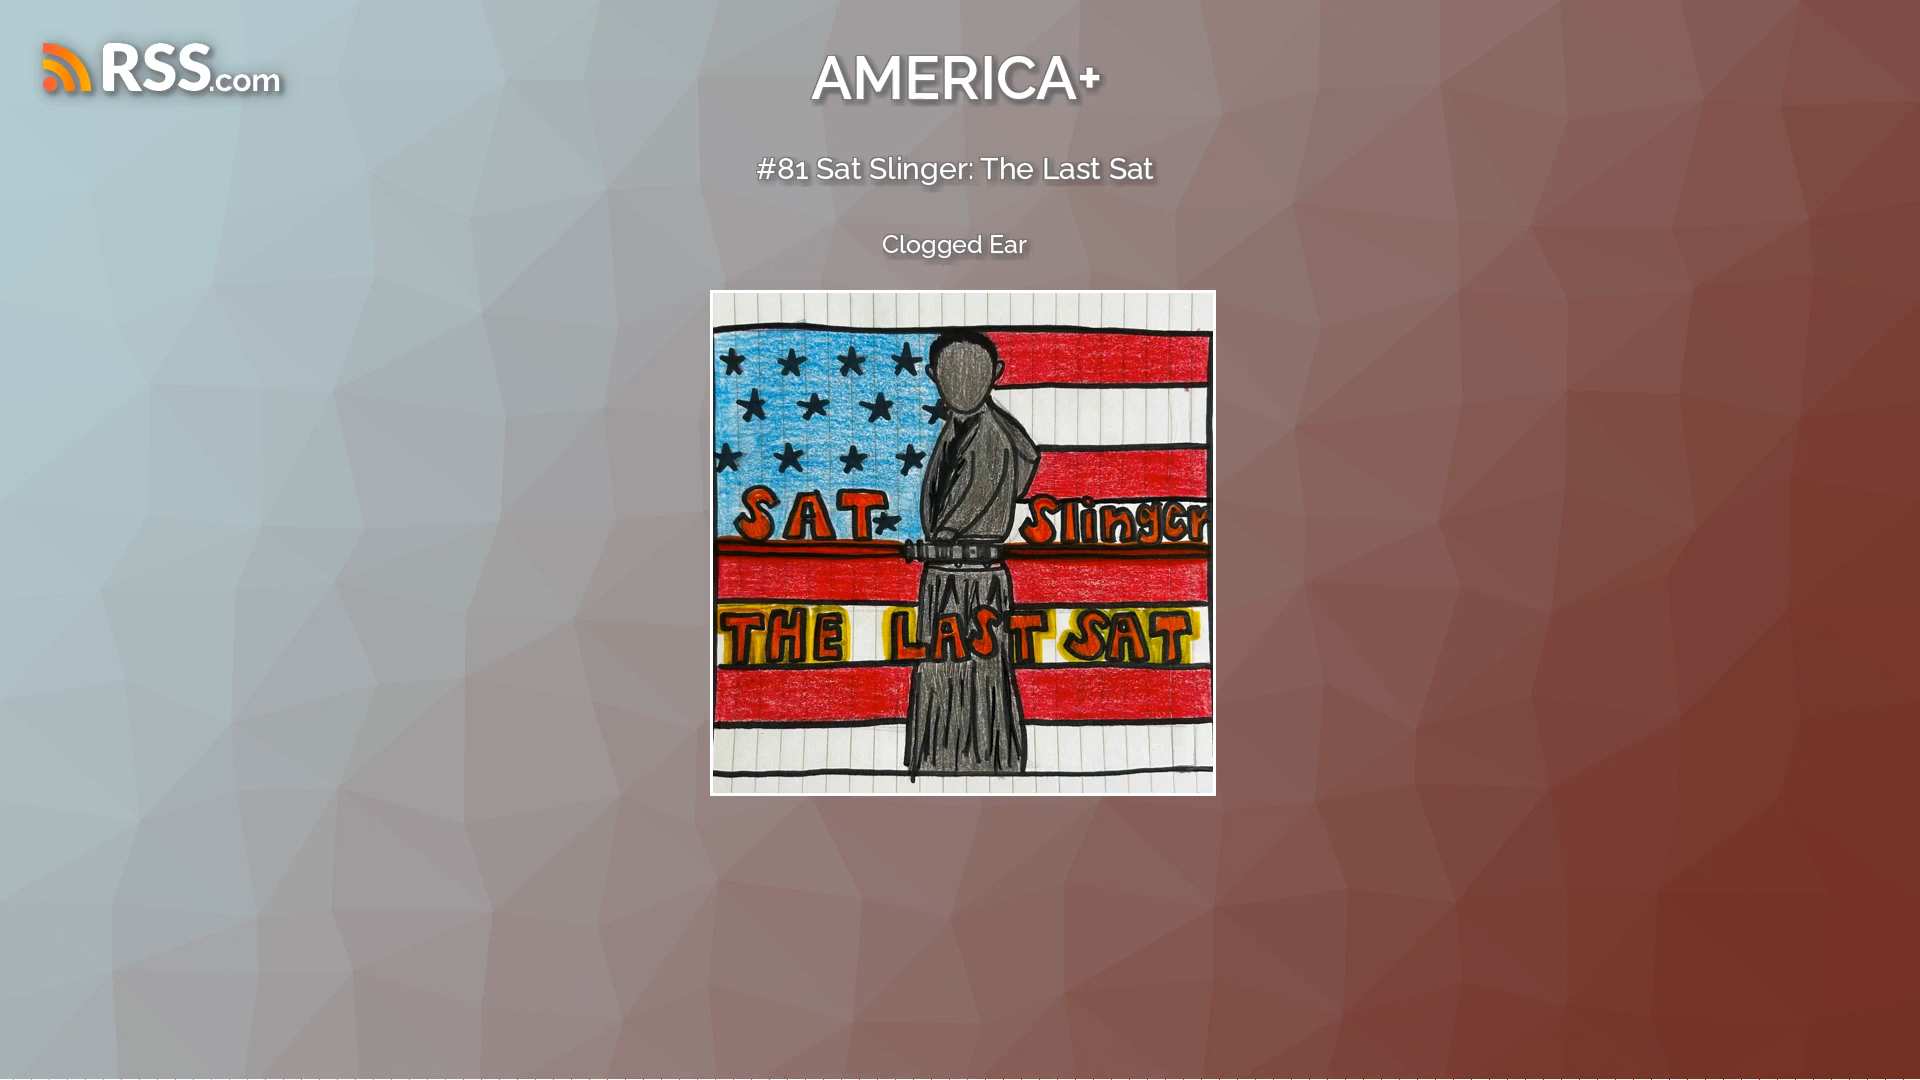 RSS.com
AMERICA+
#81 Sat Slinger: The Last Sat
Clogged Ear
SAT Slinger
THE LAST SAT